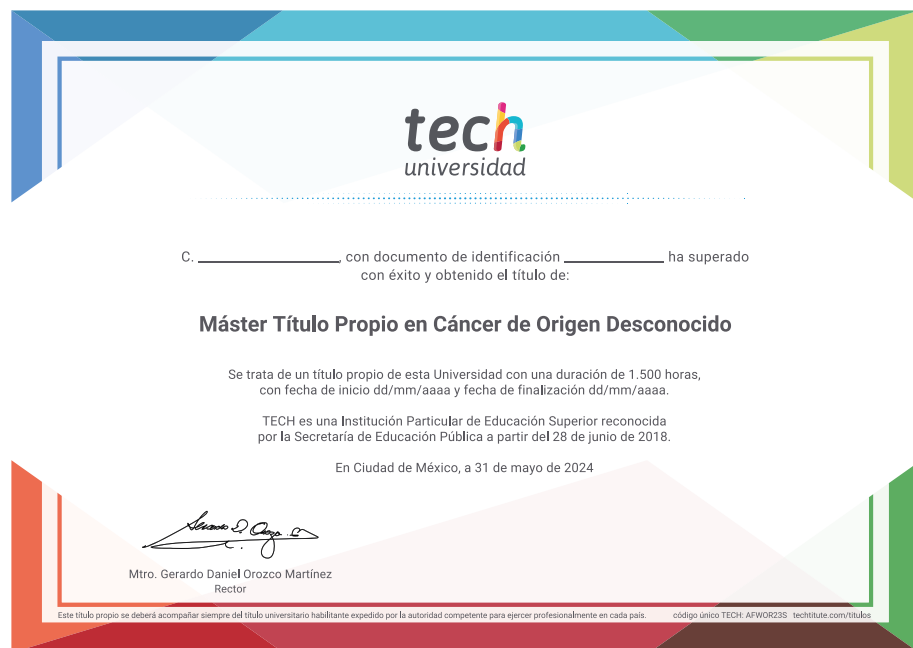 tech
universidad
C. ____________, con documento de identificación ____________ ha superado
con éxito y obtenido el título de:
Máster Título Propio en Cáncer de Origen Desconocido
Se trata de un título propio de esta Universidad con una duración de 1.500 horas,
con fecha de inicio dd/mm/aaaa y fecha de finalización dd/mm/aaaa.
TECH es una Institución Particular de Educación Superior reconocida
por la Secretaría de Educación Pública a partir del 28 de junio de 2018.
En Ciudad de México, a 31 de mayo de 2024
Mtro. Gerardo Daniel Orozco Martínez
Rector
Este título propio se deberá acompañar siempre del título universitario habilitante expedido por la autoridad competente para ejercer profesionalmente en cada país. código único TECH: AFWOR23S techtitute.com/titulos